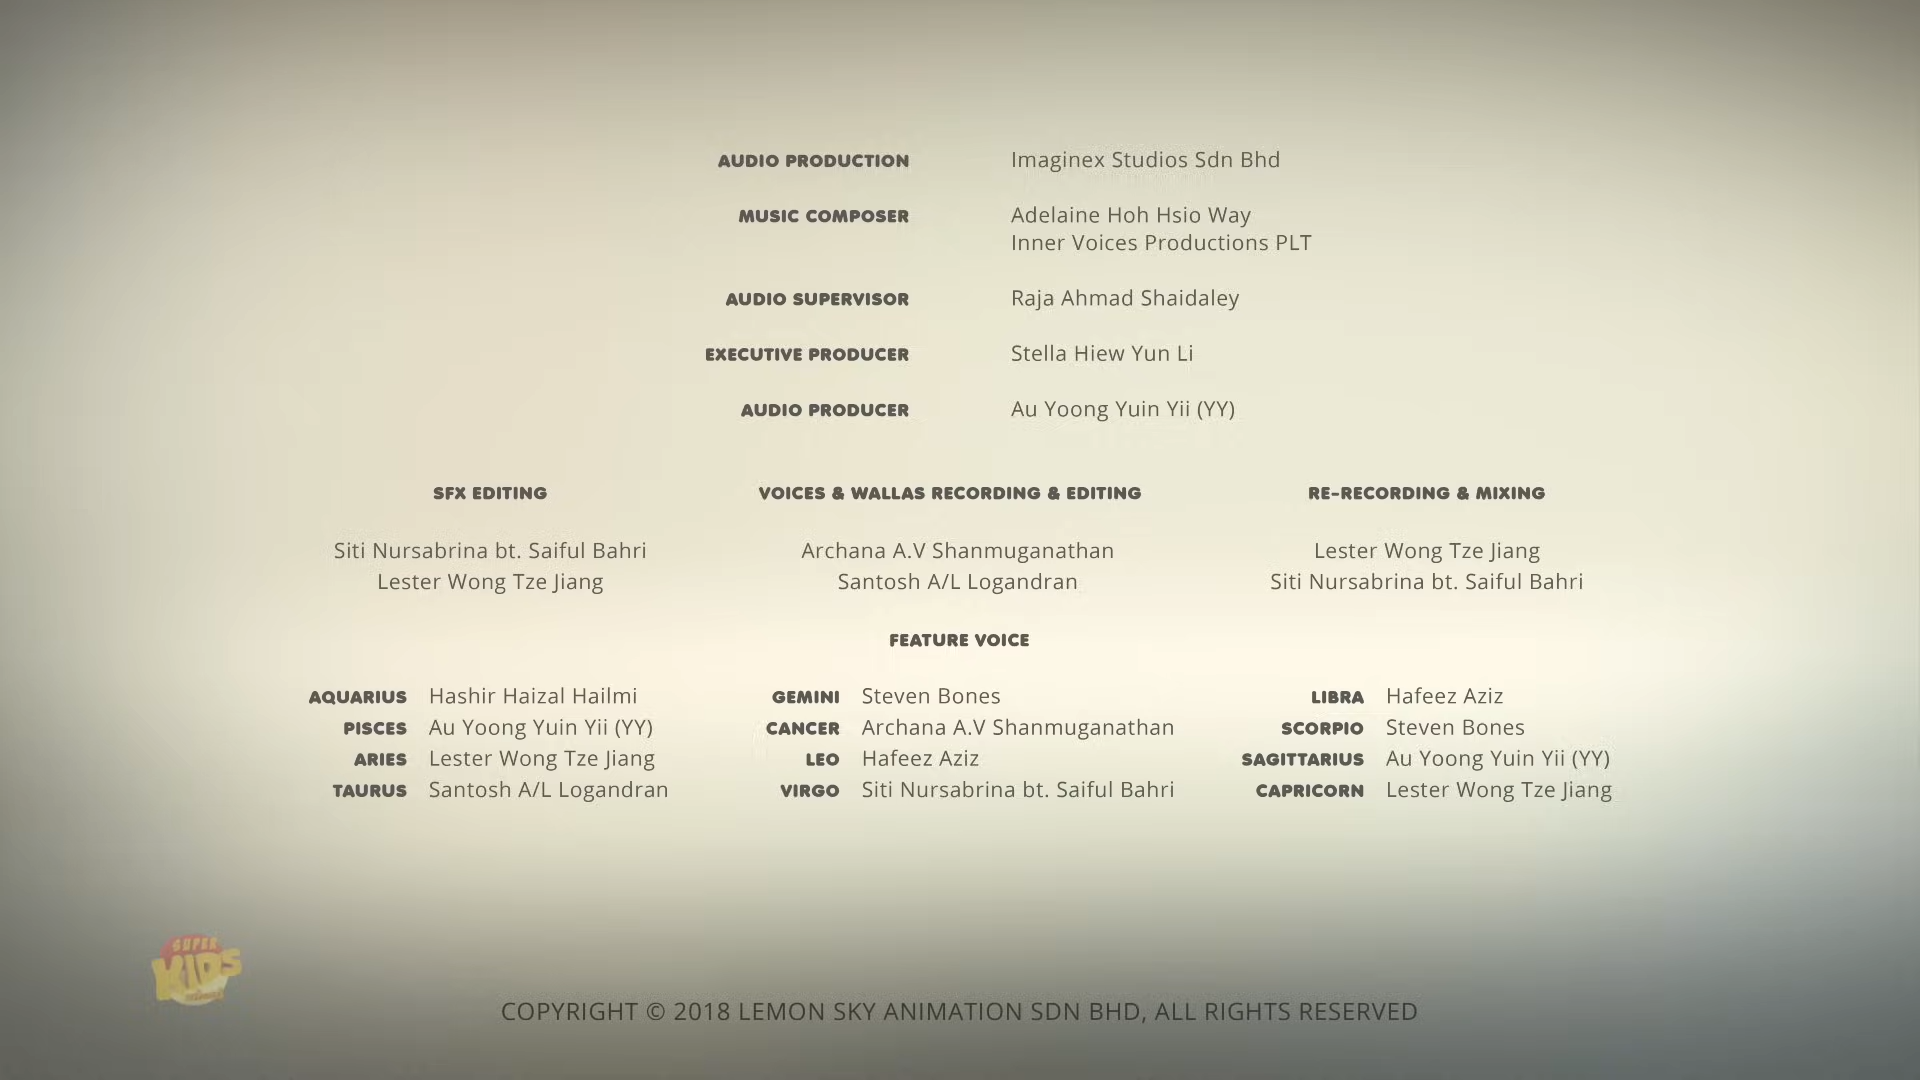 AUDIO PRODUCTION Imaginex Studios Sdn Bhd
MUSIC COMPOSER Adelaine Hoh Hsio Way
Inner Voices Productions PLT
AUDIO SUPERVISOR Raja Ahmad Shaidaley
EXECUTIVE PRODUCER Stella Hiew Yun Li
AUDIO PRODUCER Au Yoong Yuin Yii (YY)
SFX EDITING
Siti Nursabrina bt. Saiful Bahri
Lester Wong Tze Jiang
VOICES & WALLAS RECORDING & EDITING
Archana A.V Shanmuganathan
Santosh A/L Logandran
RE-RECORDING & MIXING
Lester Wong Tze Jiang
Siti Nursabrina bt. Saiful Bahri
FEATURE VOICE
AQUARIUS Hashir Haizal Hailmi
PISCES Au Yoong Yuin Yii (YY)
ARIES Lester Wong Tze Jiang
TAURUS Santosh A/L Logandran
GEMINI Steven Bones
CANCER Archana A.V Shanmuganathan
LEO Hafeez Aziz
VIRGO Siti Nursabrina bt. Saiful Bahri
LIBRA Hafeez Aziz
SCORPIO Steven Bones
SAGITTARIUS Au Yoong Yuin Yii (YY)
CAPRICORN Lester Wong Tze Jiang
SUPER
KIDS
COPYRIGHT © 2018 LEMON SKY ANIMATION SDN BHD, ALL RIGHTS RESERVED